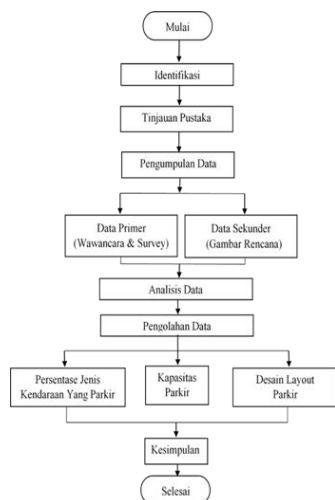 Mulai
Identifikasi
Tinjauan Pustaka
Pengumpulan Data
Data Primer
(Wawancara & Survey)
Data Sekunder
(Gambar Rencana)
Analisis Data
Pengolahan Data
Persentase Jenis
Kendaraan Yang Parkir
Kapasitas
Parkir
Desain Layout
Parkir
Kesimpulan
Selesai